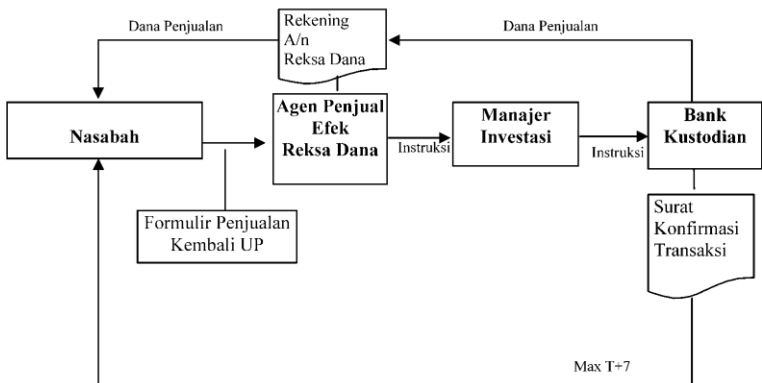 Dana Penjualan
Rekening
A/n
Reksa Dana
Dana Penjualan
Nasabah
Agen Penjual
Efek
Reksa Dana
Instruksi
Manajer
Investasi
Instruksi
Bank
Kustodian
Formulir Penjualan
Kembali UP
Surat
Konfirmasi
Transaksi
Max T+7